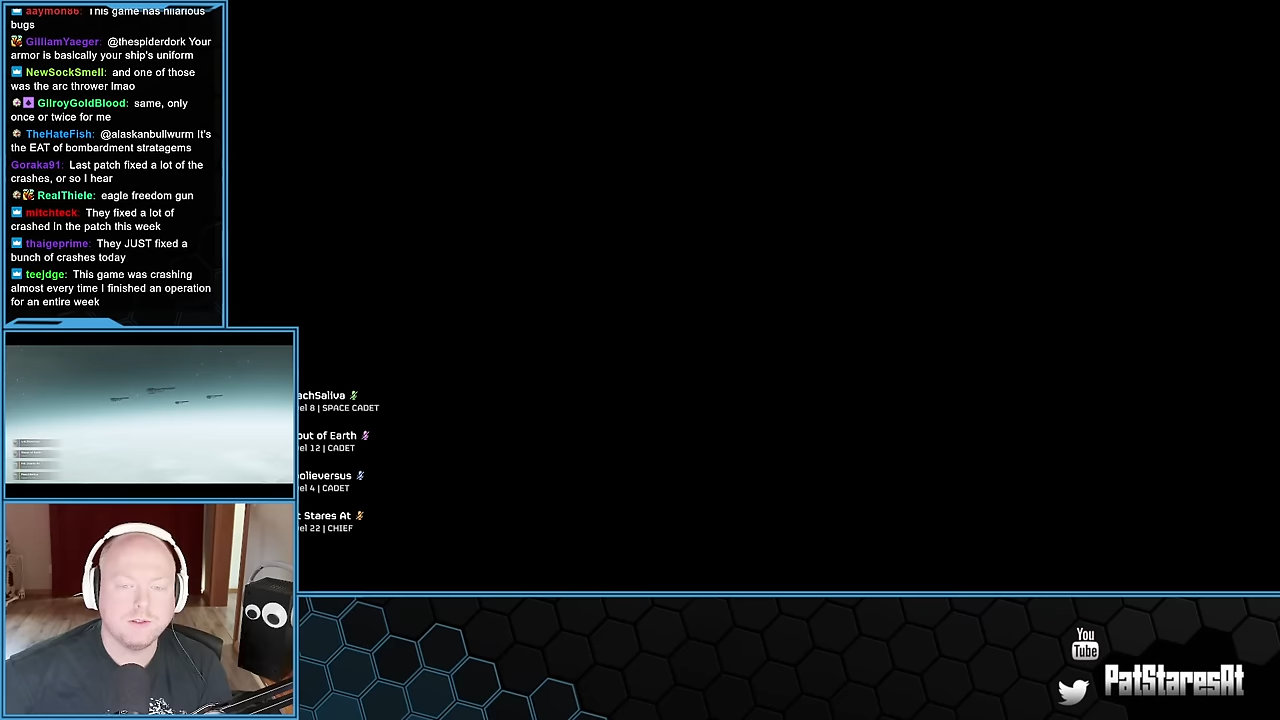 aaymon86: This game has hilarious
bugs
GilliamYaeger: @thespiderdork Your
armor is basically your ship's uniform
NewSockSmell: and one of those
was the arc thrower lmao
GilroyGoldBlood: same, only
once or twice for me
TheHateFish: @alaskanbullwurm It's
the EAT of bombardment stratagems
Goraka91: Last patch fixed a lot of the
crashes, or so I hear
RealThiele: eagle freedom gun
mitchteck: They fixed a lot of
crashed in the patch this week
thaigeprime: They JUST fixed a
bunch of crashes today
teejdge: This game was crashing
almost every time I finished an operation
for an entire week
achSaliva
el 8 | SPACE CADET
out of Earth
el 12 | CADET
olieversus
el 4 | CADET
t Stares At
el 22 | CHIEF
You
Tube
PatStaresAt